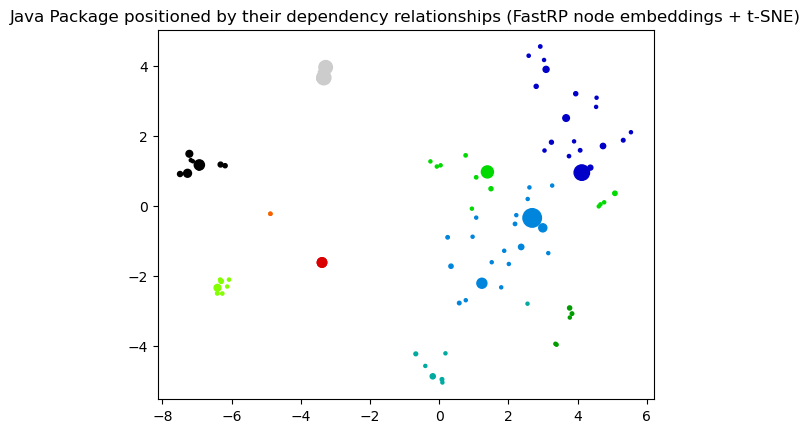 Java Package positioned by their dependency relationships (FastRP node embeddings + t-SNE)
4
2
0
−2
−4
−8 −6 −4 −2 0 2 4 6